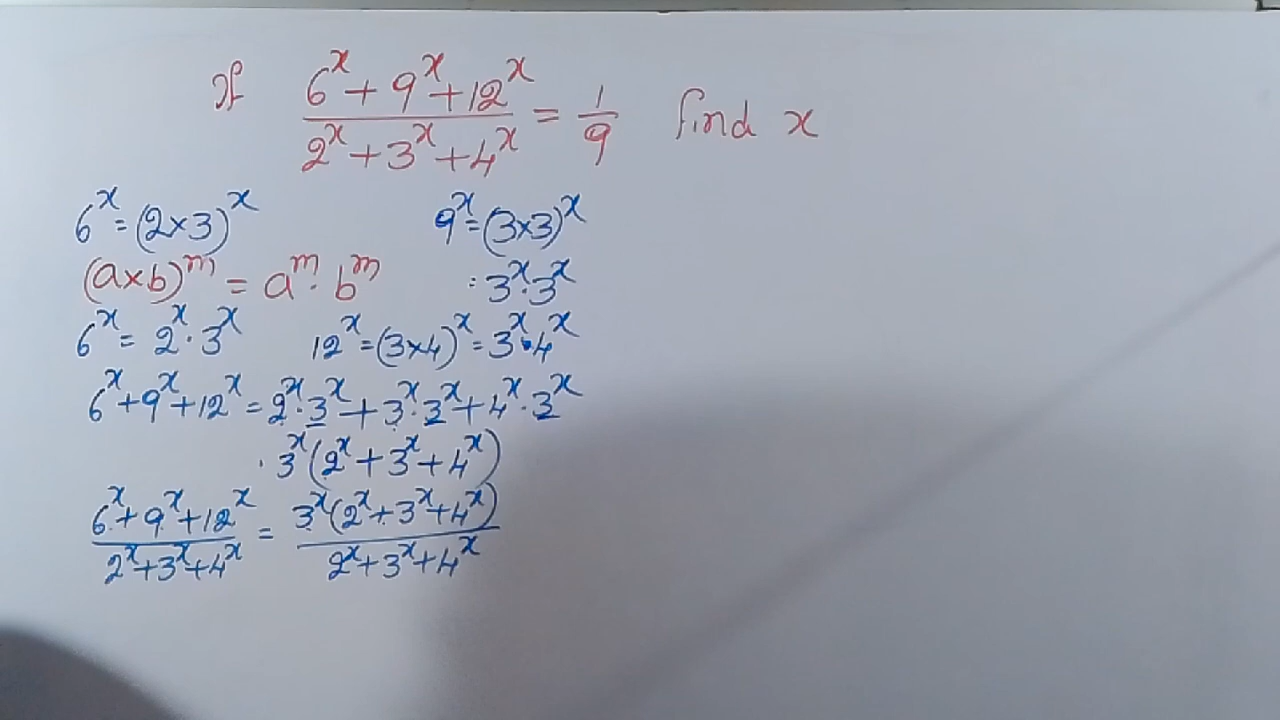 If (6^x + 9^x + 12^x)/(2^x + 3^x + 4^x) = 1/9 find x
6^x = (2×3)^x 9^x = (3×3)^x
(a×b)^m = a^m · b^m = 3^x · 3^x
6^x = 2^x · 3^x 12^x = (3×4)^x = 3^x · 4^x
6^x + 9^x + 12^x = 2^x · 3^x + 3^x · 3^x + 4^x · 3^x
3^x (2^x + 3^x + 4^x)
(6^x + 9^x + 12^x)/(2^x + 3^x + 4^x) = 3^x (2^x + 3^x + 4^x)/(2^x + 3^x + 4^x)